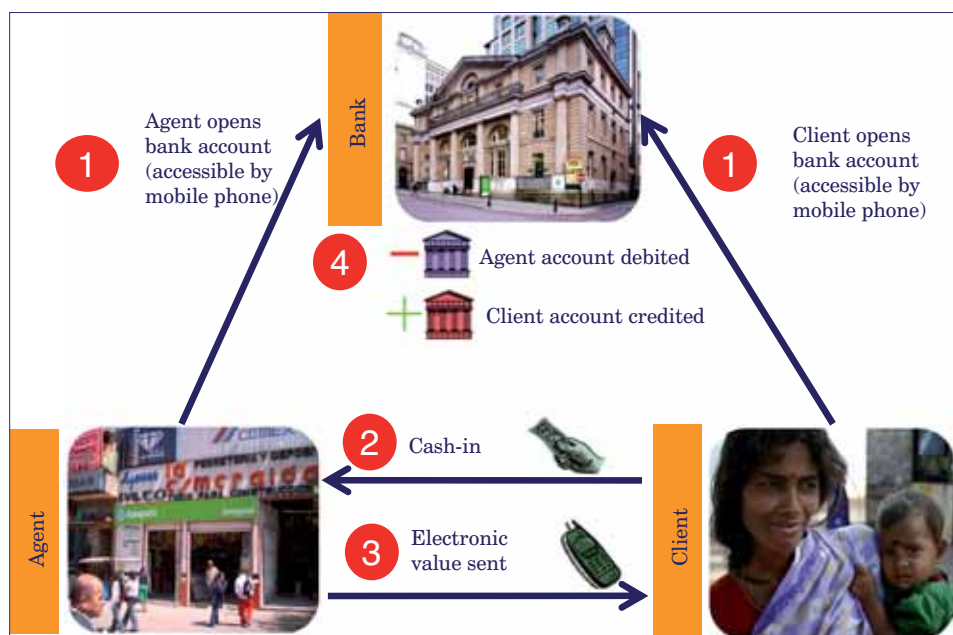 Bank
1
Agent opens
bank account
(accessible by
mobile phone)
1
Client opens
bank account
(accessible by
mobile phone)
4
Agent account debited
Client account credited
2
Cash-in
3
Electronic
value sent
Agent
Client